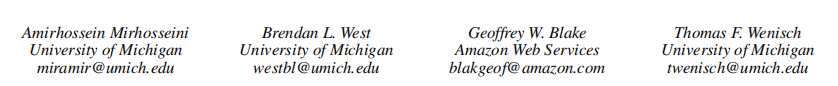 Amirhossein Mirhosseini
University of Michigan
miramir@umich.edu
Brendan L. West
University of Michigan
westbl@umich.edu
Geoffrey W. Blake
Amazon Web Services
blakgeof@amazon.com
Thomas F. Wenisch
University of Michigan
twenisch@umich.edu